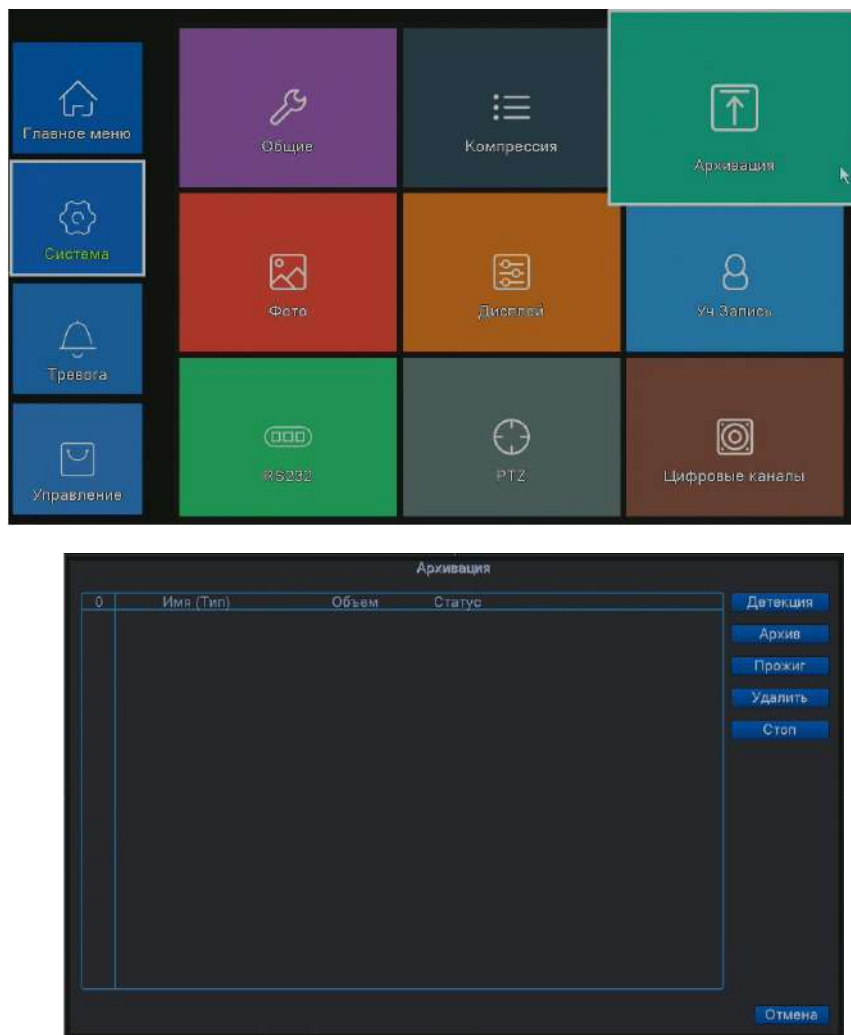 Главное меню
Система
Тревога
Управление
Общие
Компрессия
Архивация
Фото
Дисплей
Уч.Запись
RS232
PTZ
Цифровые каналы
Архивация
0 Имя (Тип) Объем Статус
Детекция
Архив
Прожиг
Удалить
Стоп
Отмена